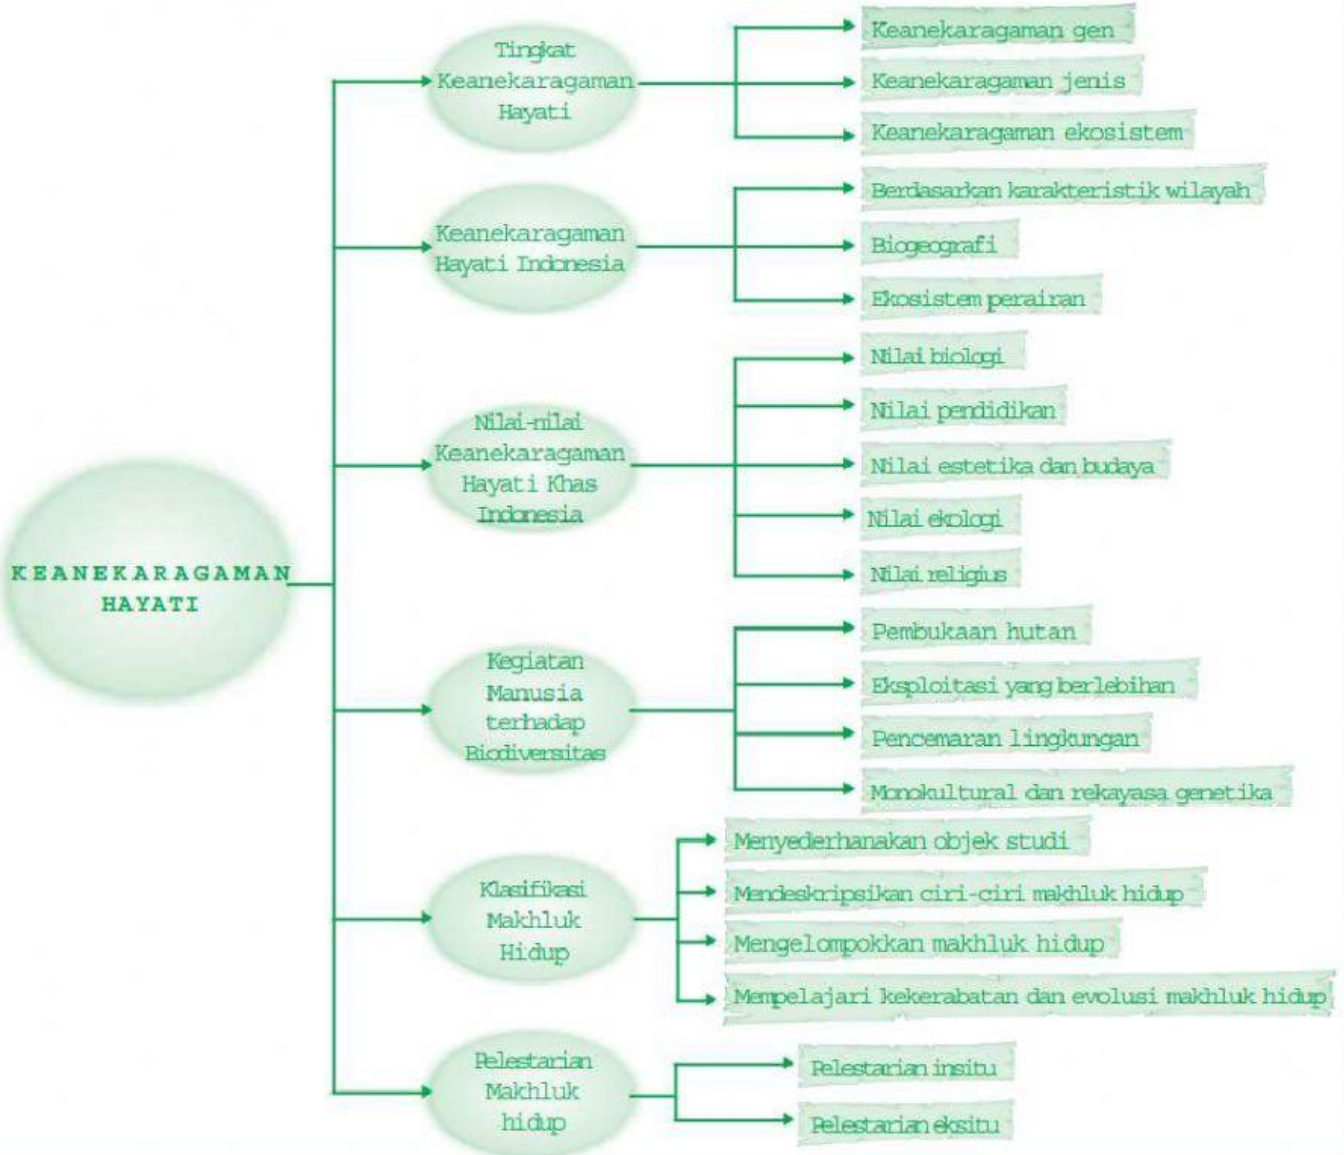 KEANEKARAGAMAN
HAYATI
Tingkat
Keanekaragaman
Hayati
Keanekaragaman gen
Keanekaragaman jenis
Keanekaragaman ekosistem
Keanekaragaman
Hayati Indonesia
Berdasarkan karakteristik wilayah
Biogeografi
Ekosistem perairan
Nilai-nilai
Keanekaragaman
Hayati Khas
Indonesia
Nilai biologi
Nilai pendidikan
Nilai estetika dan budaya
Nilai ekologi
Nilai religius
Kegiatan
Manusia
terhadap
Biodiversitas
Pembukaan hutan
Eksploitasi yang berlebihan
Pencemaran lingkungan
Monokultural dan rekayasa genetika
Klasifikasi
Makhluk
Hidup
Menyederhanakan objek studi
Mendeskripsikan ciri-ciri makhluk hidup
Mengelompokkan makhluk hidup
Mempelajari kekerabatan dan evolusi makhluk hidup
Pelestarian
Makhluk
hidup
Pelestarian insitu
Pelestarian eksitu